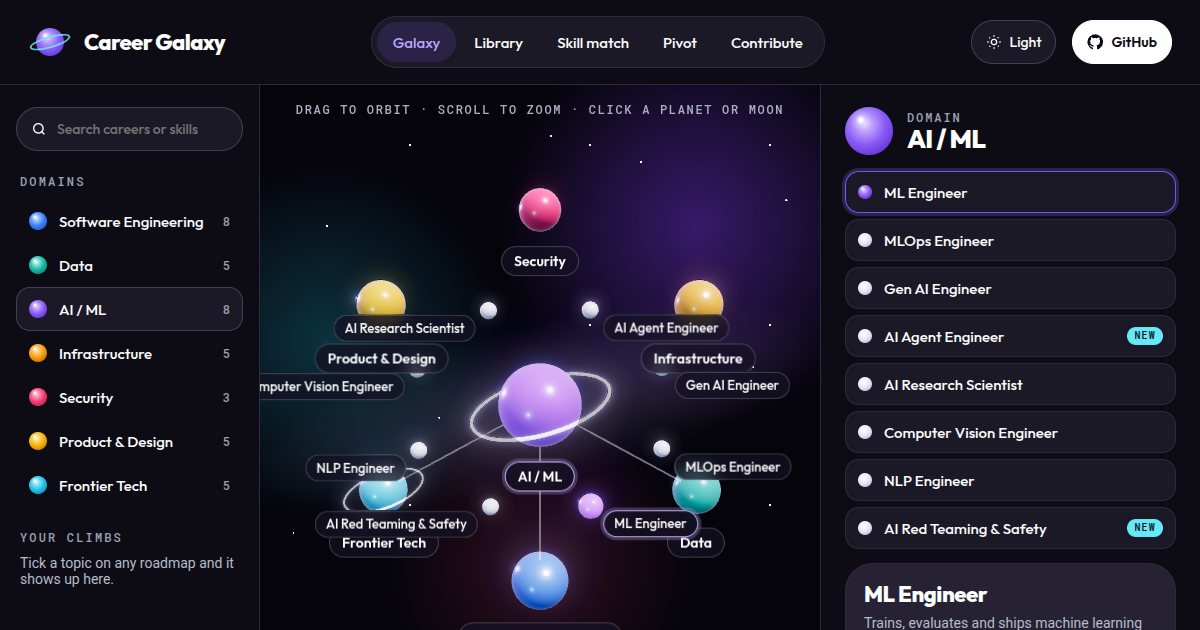 Career Galaxy
Galaxy
Library
Skill match
Pivot
Contribute
Light
GitHub
Search careers or skills
DOMAINS
Software Engineering 8
Data 5
AI / ML 8
Infrastructure 5
Security 3
Product & Design 5
Frontier Tech 5
YOUR CLIMBS
Tick a topic on any roadmap and it
shows up here.
DRAG TO ORBIT · SCROLL TO ZOOM · CLICK A PLANET OR MOON
Security
AI Research Scientist
AI Agent Engineer
Product & Design
Infrastructure
mputer Vision Engineer
Gen AI Engineer
NLP Engineer
AI / ML
MLOps Engineer
AI Red Teaming & Safety
ML Engineer
Frontier Tech
Data
DOMAIN
AI / ML
ML Engineer
MLOps Engineer
Gen AI Engineer
AI Agent Engineer NEW
AI Research Scientist
Computer Vision Engineer
NLP Engineer
AI Red Teaming & Safety NEW
ML Engineer
Trains, evaluates and ships machine learning